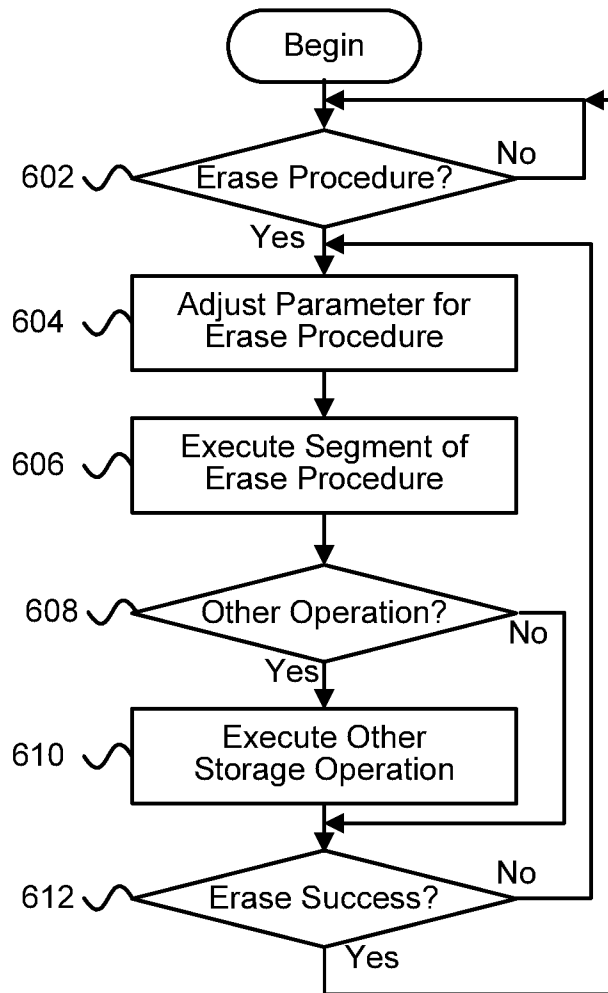 Begin
602
Erase Procedure?
No
Yes
604
Adjust Parameter for
Erase Procedure
606
Execute Segment of
Erase Procedure
608
Other Operation?
No
Yes
610
Execute Other
Storage Operation
612
Erase Success?
No
Yes